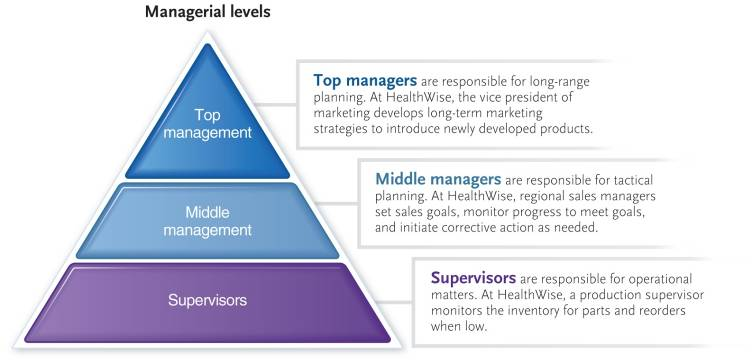 Managerial levels
Top
management
Top managers are responsible for long-range
planning. At HealthWise, the vice president of
marketing develops long-term marketing
strategies to introduce newly developed products.
Middle
management
Middle managers are responsible for tactical
planning. At HealthWise, regional sales managers
set sales goals, monitor progress to meet goals,
and initiate corrective action as needed.
Supervisors
Supervisors are responsible for operational
matters. At HealthWise, a production supervisor
monitors the inventory for parts and reorders
when low.